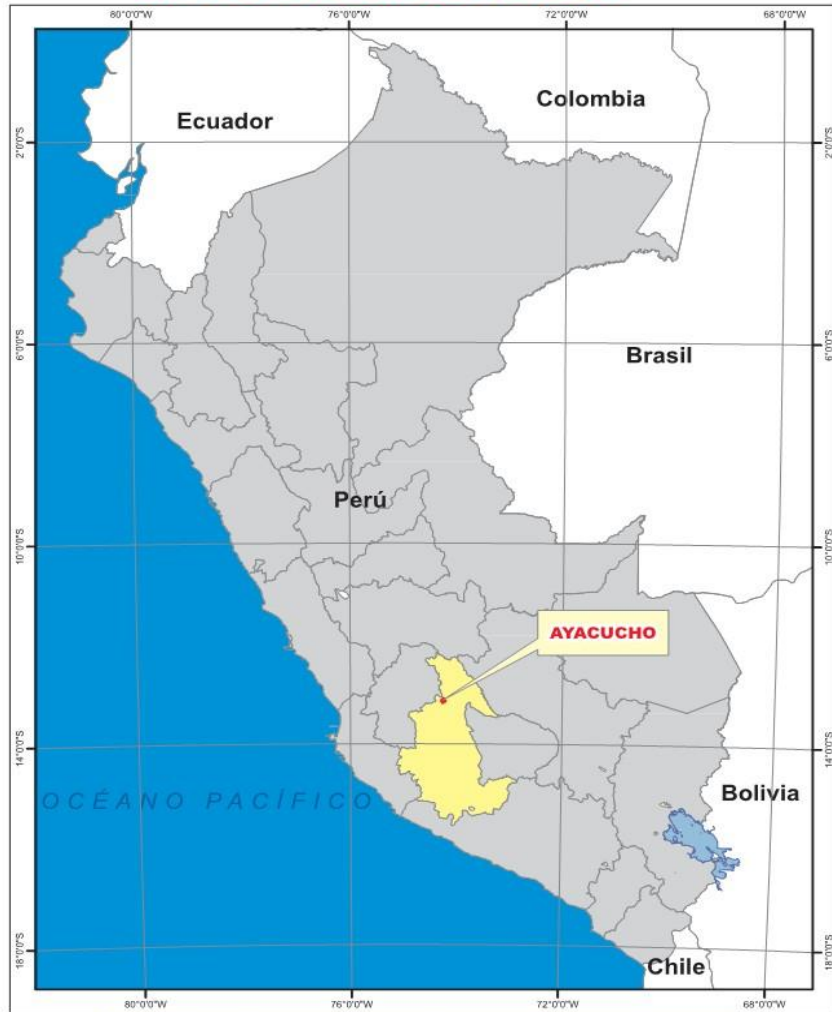 80°0'0"W 76°0'0"W 72°0'0"W 68°0'0"W
Colombia
Ecuador
2°0'0"S 2°0'0"S
6°0'0"S 6°0'0"S
Brasil
Perú
10°0'0"S 10°0'0"S
AYACUCHO
14°0'0"S 14°0'0"S
Bolivia
OCÉANO PACÍFICO
18°0'0"S 18°0'0"S
Chile
80°0'0"W 76°0'0"W 72°0'0"W 68°0'0"W